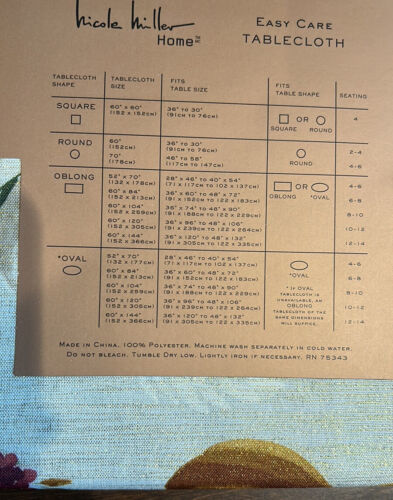 nicole miller
Home™
EASY CARE
TABLECLOTH
TABLECLOTH SHAPE
TABLECLOTH SIZE
FITS TABLE SIZE
FITS TABLE SHAPE
SEATING
SQUARE
60" x 60"
(152 x 152cm)
36" to 30"
(91cm to 76cm)
OR
SQUARE ROUND
4
ROUND
60"
(152cm)
36" to 30"
(91cm to 76cm)
2-4
70"
(178cm)
46" to 58"
(117cm to 147cm)
ROUND
4-6
OBLONG
52" x 70"
(132 x 178cm)
28" x 46" to 40" x 54"
(71 x 117cm to 102 x 137cm)
OR
OBLONG *OVAL
4-6
60" x 84"
(152 x 213cm)
36" x 60" to 48" x 72"
(91 x 152cm to 122 x 183cm)
6-8
60" x 104"
(152 x 259cm)
36" x 74" to 48" x 90"
(91 x 188cm to 122 x 229cm)
8-10
60" x 120"
(152 x 305cm)
36" x 96" to 48" x 106"
(91 x 239cm to 122 x 264cm)
10-12
60" x 144"
(152 x 366cm)
36" x 120" to 48" x 132"
(91 x 305cm to 122 x 335cm)
12-14
*OVAL
52" x 70"
(132 x 177cm)
28" x 46" to 40" x 54"
(71 x 117cm to 102 x 137cm)
4-6
60" x 84"
(152 x 213cm)
36" x 60" to 48" x 72"
(91 x 152cm to 122 x 183cm)
6-8
60" x 104"
(152 x 259cm)
36" x 74" to 48" x 90"
(91 x 188cm to 122 x 229cm)
8-10
60" x 120"
(152 x 305cm)
36" x 96" to 48" x 106"
(91 x 239cm to 122 x 264cm)
10-12
60" x 144"
(152 x 366cm)
36" x 120" to 48" x 132"
(91 x 305cm to 122 x 335cm)
12-14
*OVAL
* IF OVAL
TABLECLOTH IS
UNAVAILABLE, AN
OBLONG
TABLECLOTH OF THE
SAME DIMENSIONS
WILL SUFFICE.
MADE IN CHINA. 100% POLYESTER. MACHINE WASH SEPARATELY IN COLD WATER.
DO NOT BLEACH. TUMBLE DRY LOW. LIGHTLY IRON IF NECESSARY. RN 75343